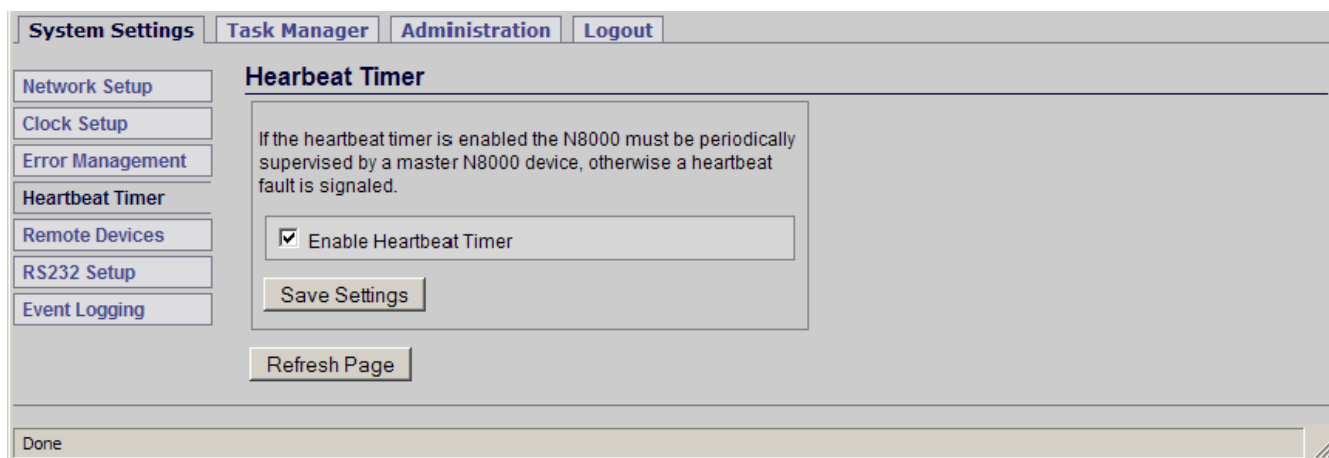 System Settings Task Manager Administration Logout
Network Setup
Clock Setup
Error Management
Heartbeat Timer
Remote Devices
RS232 Setup
Event Logging
Hearbeat Timer
If the heartbeat timer is enabled the N8000 must be periodically
supervised by a master N8000 device, otherwise a heartbeat
fault is signaled.
Enable Heartbeat Timer
Save Settings
Refresh Page
Done